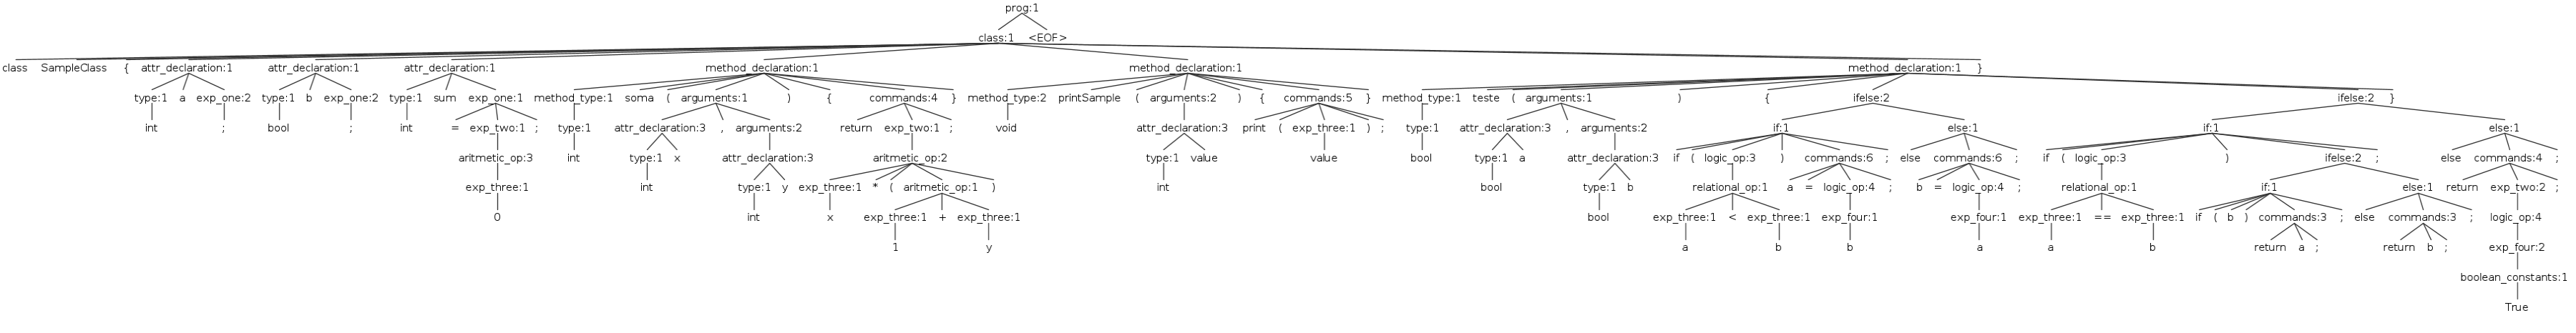 prog:1
class:1 <EOF>
class SampleClass { attr_declaration:1 attr_declaration:1 attr_declaration:1 method_declaration:1 method_declaration:1 method_declaration:1 }
type:1 a exp_one:2 type:1 b exp_one:2 type:1 sum exp_one:1 method_type:1 soma ( arguments:1 ) { commands:4 } method_type:2 printSample ( arguments:2 ) { commands:5 } method_type:1 teste ( arguments:1 ) { ifelse:2 ifelse:2 }
int ; bool ; int = exp_two:1 ; type:1 attr_declaration:3 , arguments:2 return exp_two:1 ; void attr_declaration:3 print ( exp_three:1 ) ; type:1 attr_declaration:3 , arguments:2 if:1 else:1 if:1 else:1
aritmetic_op:3 int type:1 x attr_declaration:3 aritmetic_op:2 type:1 value value bool type:1 a attr_declaration:3 if ( logic_op:3 ) commands:6 ; else commands:6 ; if ( logic_op:3 ) ifelse:2 ; else commands:4 ;
exp_three:1 int type:1 y exp_three:1 * ( aritmetic_op:1 ) int bool type:1 b relational_op:1 a = logic_op:4 ; b = logic_op:4 ; relational_op:1 if:1 else:1 return exp_two:2 ;
0 int x exp_three:1 + exp_three:1 bool exp_three:1 < exp_three:1 exp_four:1 exp_four:1 exp_three:1 == exp_three:1 if ( b ) commands:3 ; else commands:3 ; logic_op:4
1 y a b b a a b return a ; return b ; exp_four:2
boolean_constants:1
True